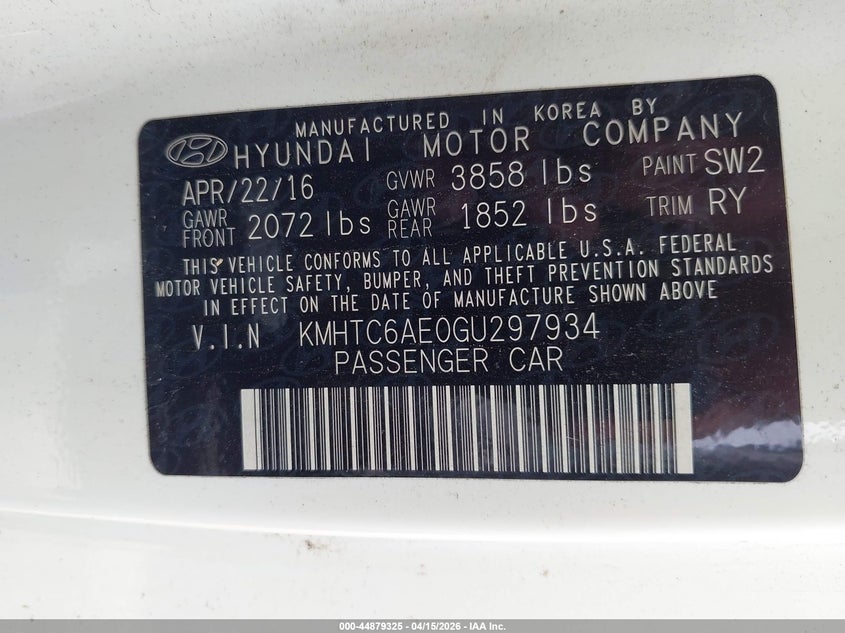 MANUFACTURED IN KOREA BY
HYUNDAI MOTOR COMPANY
APR/22/16 GVWR 3858 lbs PAINT SW2
GAWR FRONT 2072 lbs GAWR REAR 1852 lbs TRIM RY
THIS VEHICLE CONFORMS TO ALL APPLICABLE U.S.A. FEDERAL
MOTOR VEHICLE SAFETY, BUMPER, AND THEFT PREVENTION STANDARDS
IN EFFECT ON THE DATE OF MANUFACTURE SHOWN ABOVE
V.I.N KMHTC6AE0GU297934
PASSENGER CAR
000-44879325 - 04/15/2026 - IAA Inc.